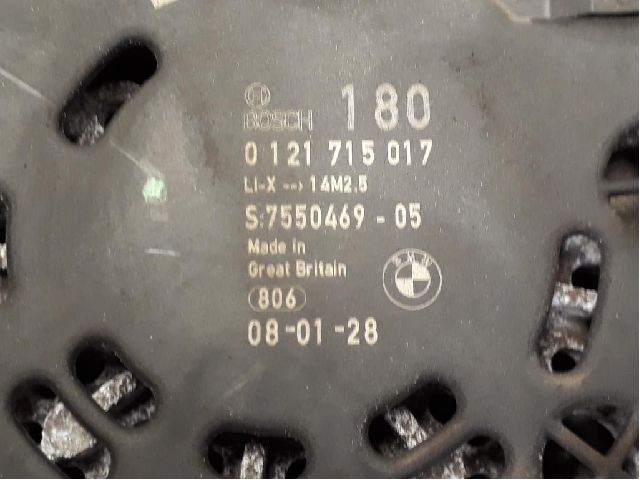 BOSCH 180
0 121 715 017
LI-X --> 14M2.5
S:7550469 - 05
Made in
Great Britain
BMW
806
08-01-28